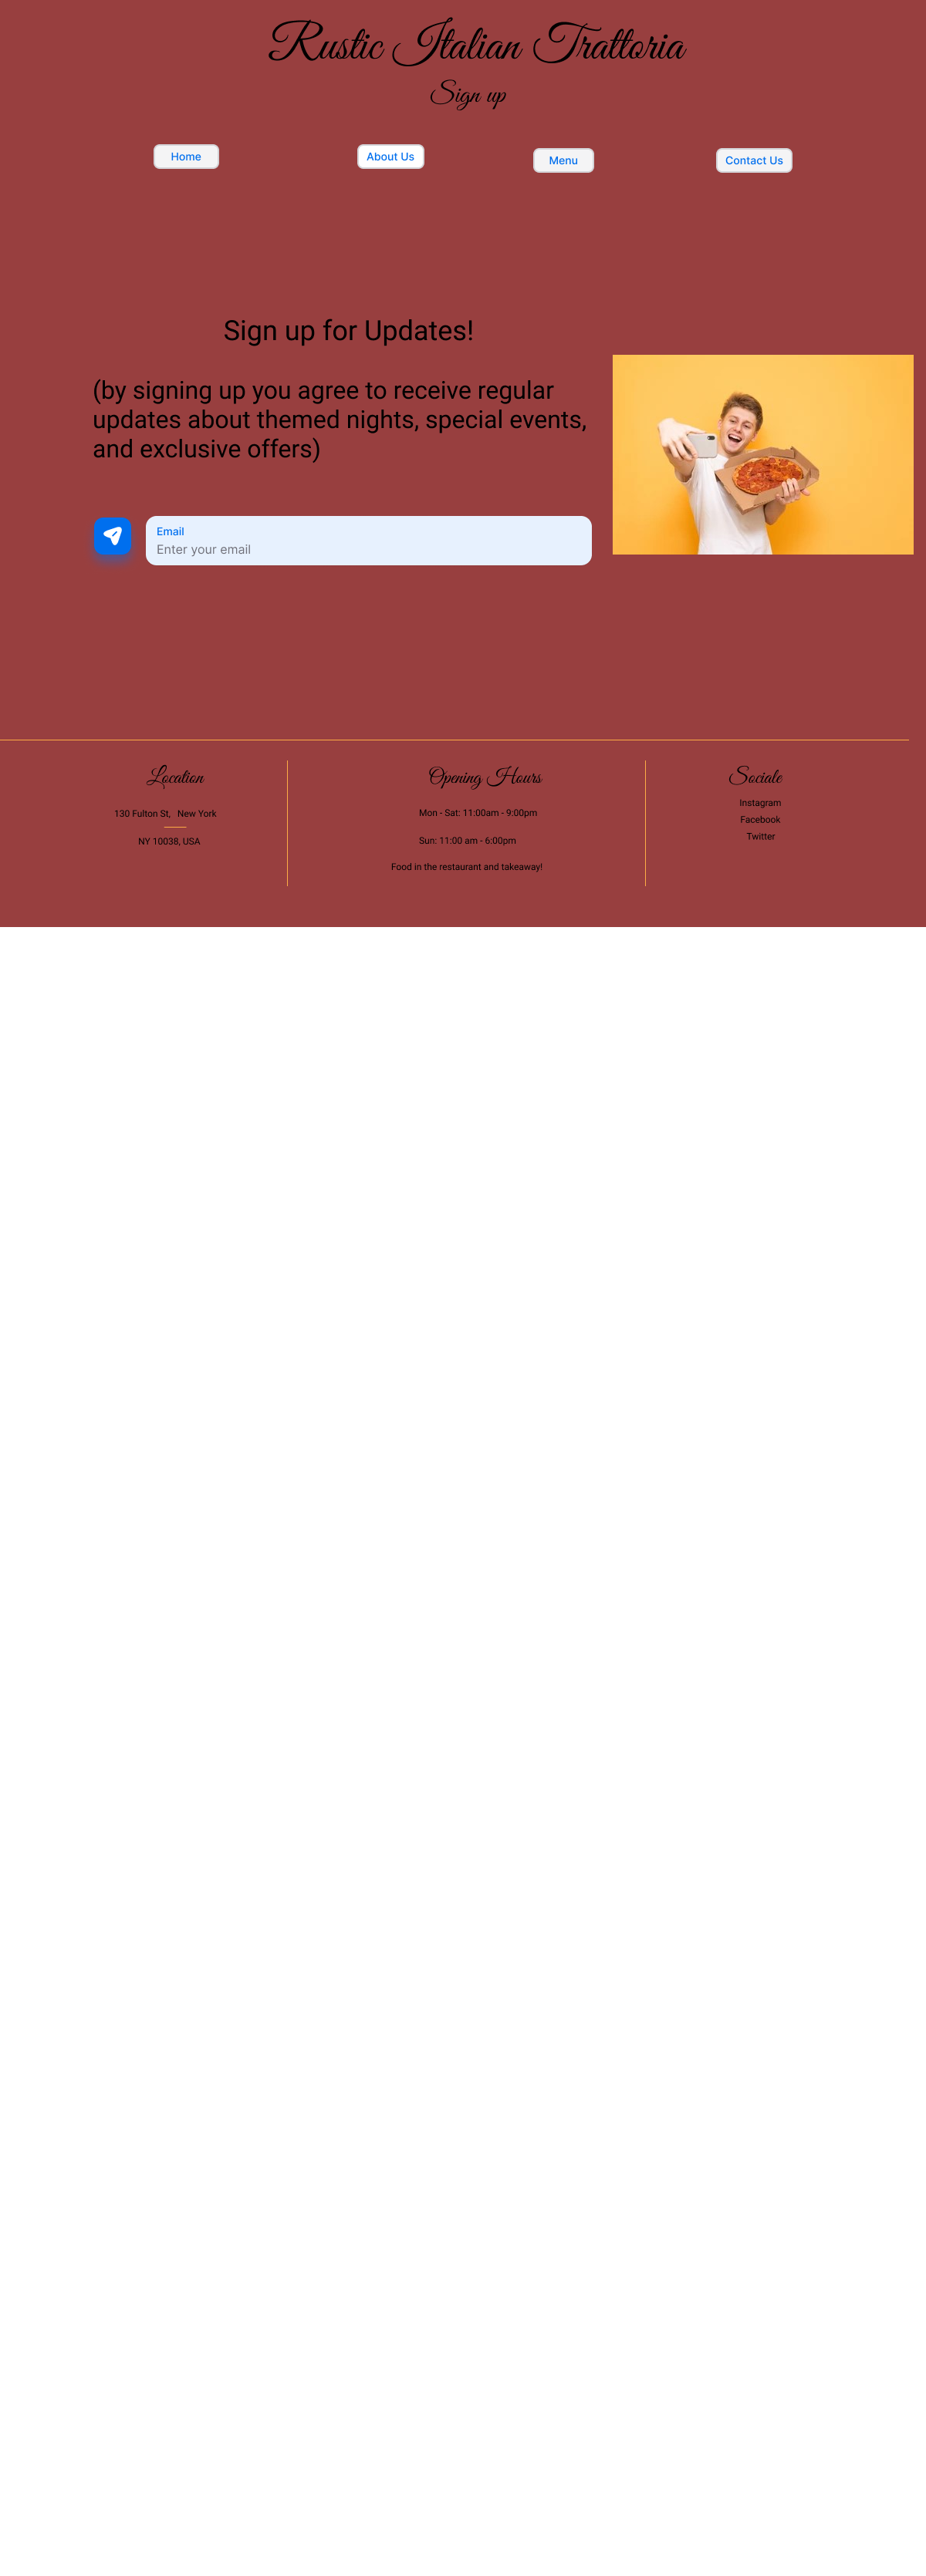 Rustic Italian Trattoria
Sign up
Home
About Us
Menu
Contact Us
Sign up for Updates!
(by signing up you agree to receive regular
updates about themed nights, special events,
and exclusive offers)
Email
Enter your email
Location
130 Fulton St, New York
NY 10038, USA
Opening Hours
Mon - Sat: 11:00am - 9:00pm
Sun: 11:00 am - 6:00pm
Food in the restaurant and takeaway!
Sociale
Instagram
Facebook
Twitter